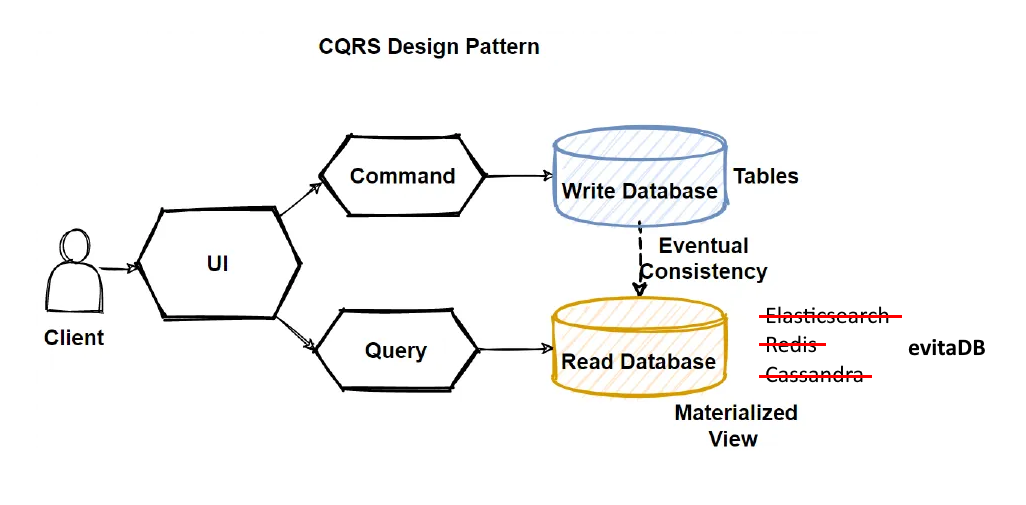 CQRS Design Pattern
Command
Write Database
Tables
UI
Eventual
Consistency
Client
Query
Read Database
Elasticsearch
Redis
Cassandra
evitaDB
Materialized
View